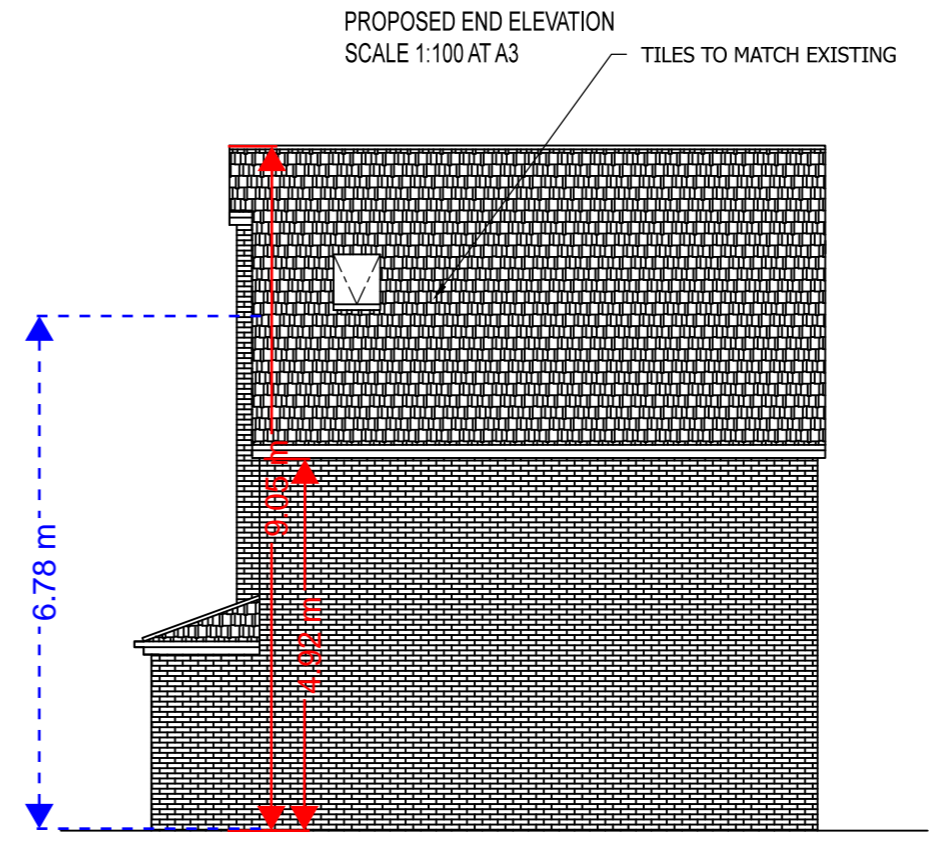 PROPOSED END ELEVATION
SCALE 1:100 AT A3
TILES TO MATCH EXISTING
9.05 m
6.78 m
4.92 m